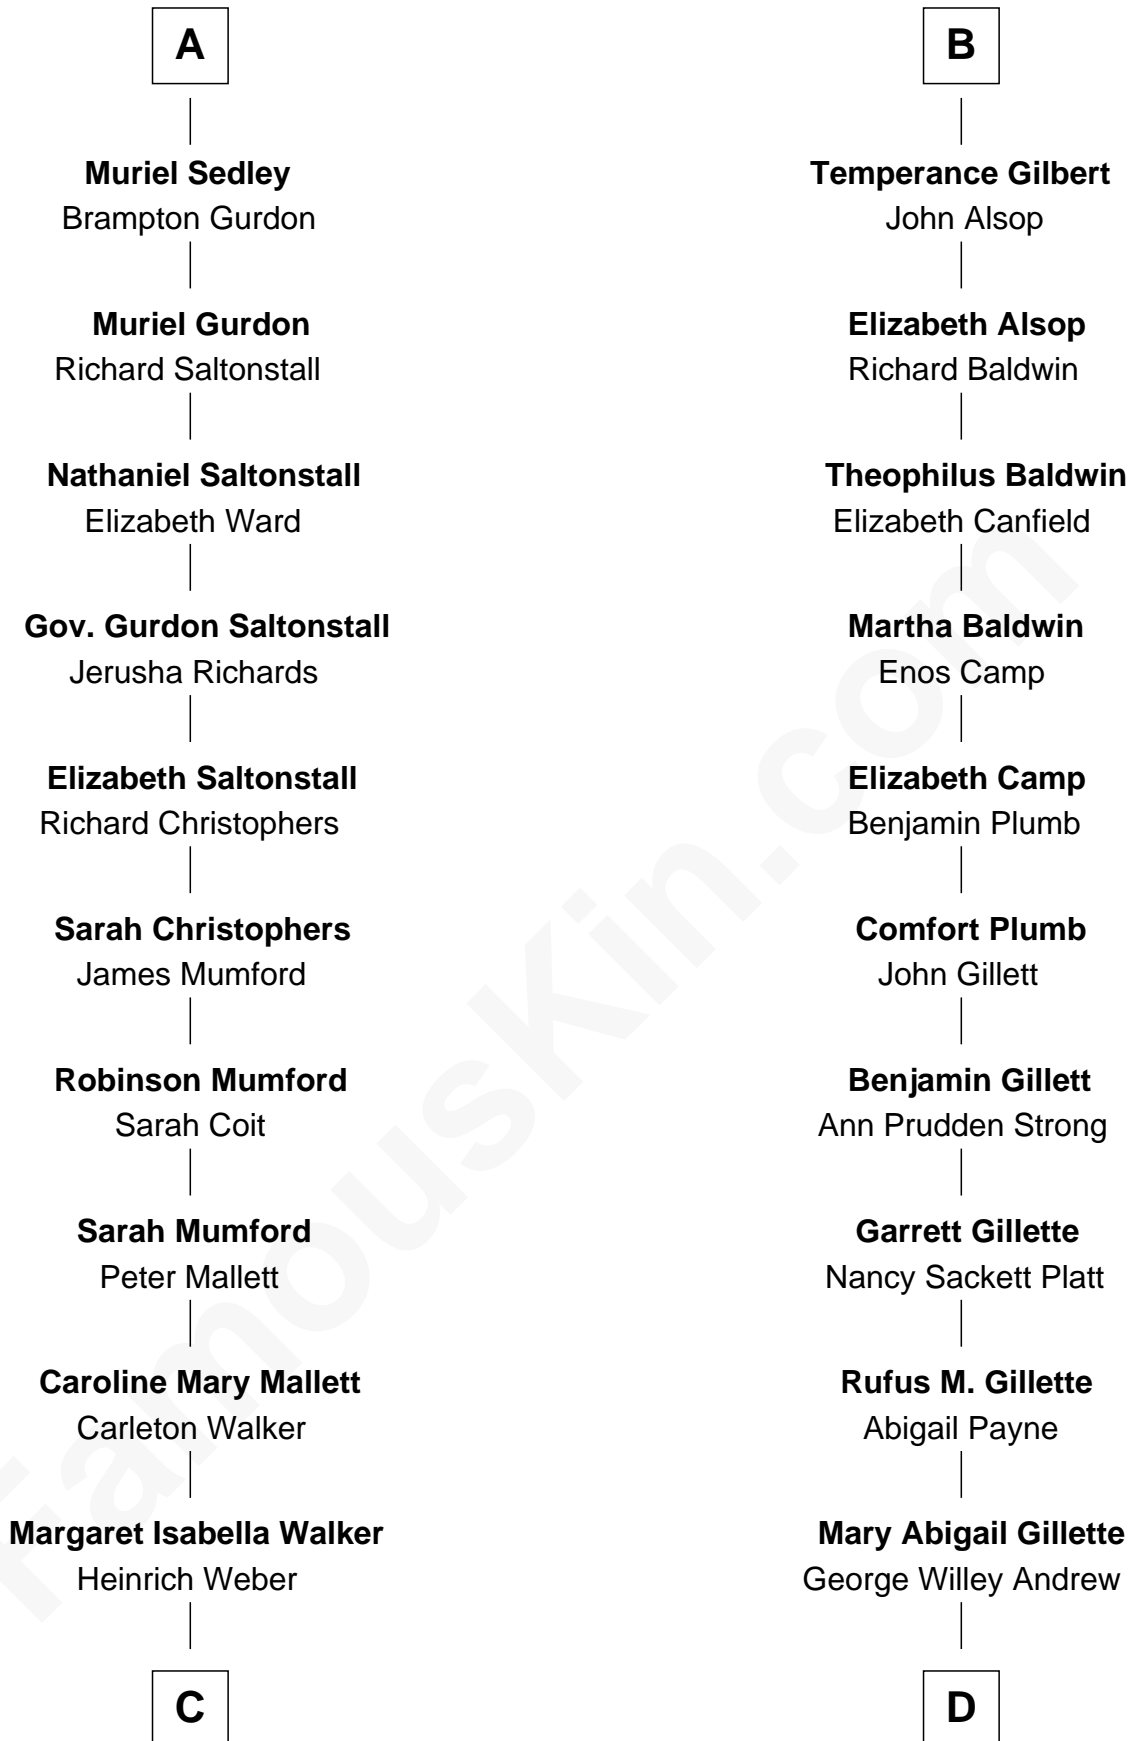 A
Muriel Sedley
Brampton Gurdon
Muriel Gurdon
Richard Saltonstall
Nathaniel Saltonstall
Elizabeth Ward
Gov. Gurdon Saltonstall
Jerusha Richards
Elizabeth Saltonstall
Richard Christophers
Sarah Christophers
James Mumford
Robinson Mumford
Sarah Coit
Sarah Mumford
Peter Mallett
Caroline Mary Mallett
Carleton Walker
Margaret Isabella Walker
Heinrich Weber
C
B
Temperance Gilbert
John Alsop
Elizabeth Alsop
Richard Baldwin
Theophilus Baldwin
Elizabeth Canfield
Martha Baldwin
Enos Camp
Elizabeth Camp
Benjamin Plumb
Comfort Plumb
John Gillett
Benjamin Gillett
Ann Prudden Strong
Garrett Gillette
Nancy Sackett Platt
Rufus M. Gillette
Abigail Payne
Mary Abigail Gillette
George Willey Andrew
D
FamousKin.com